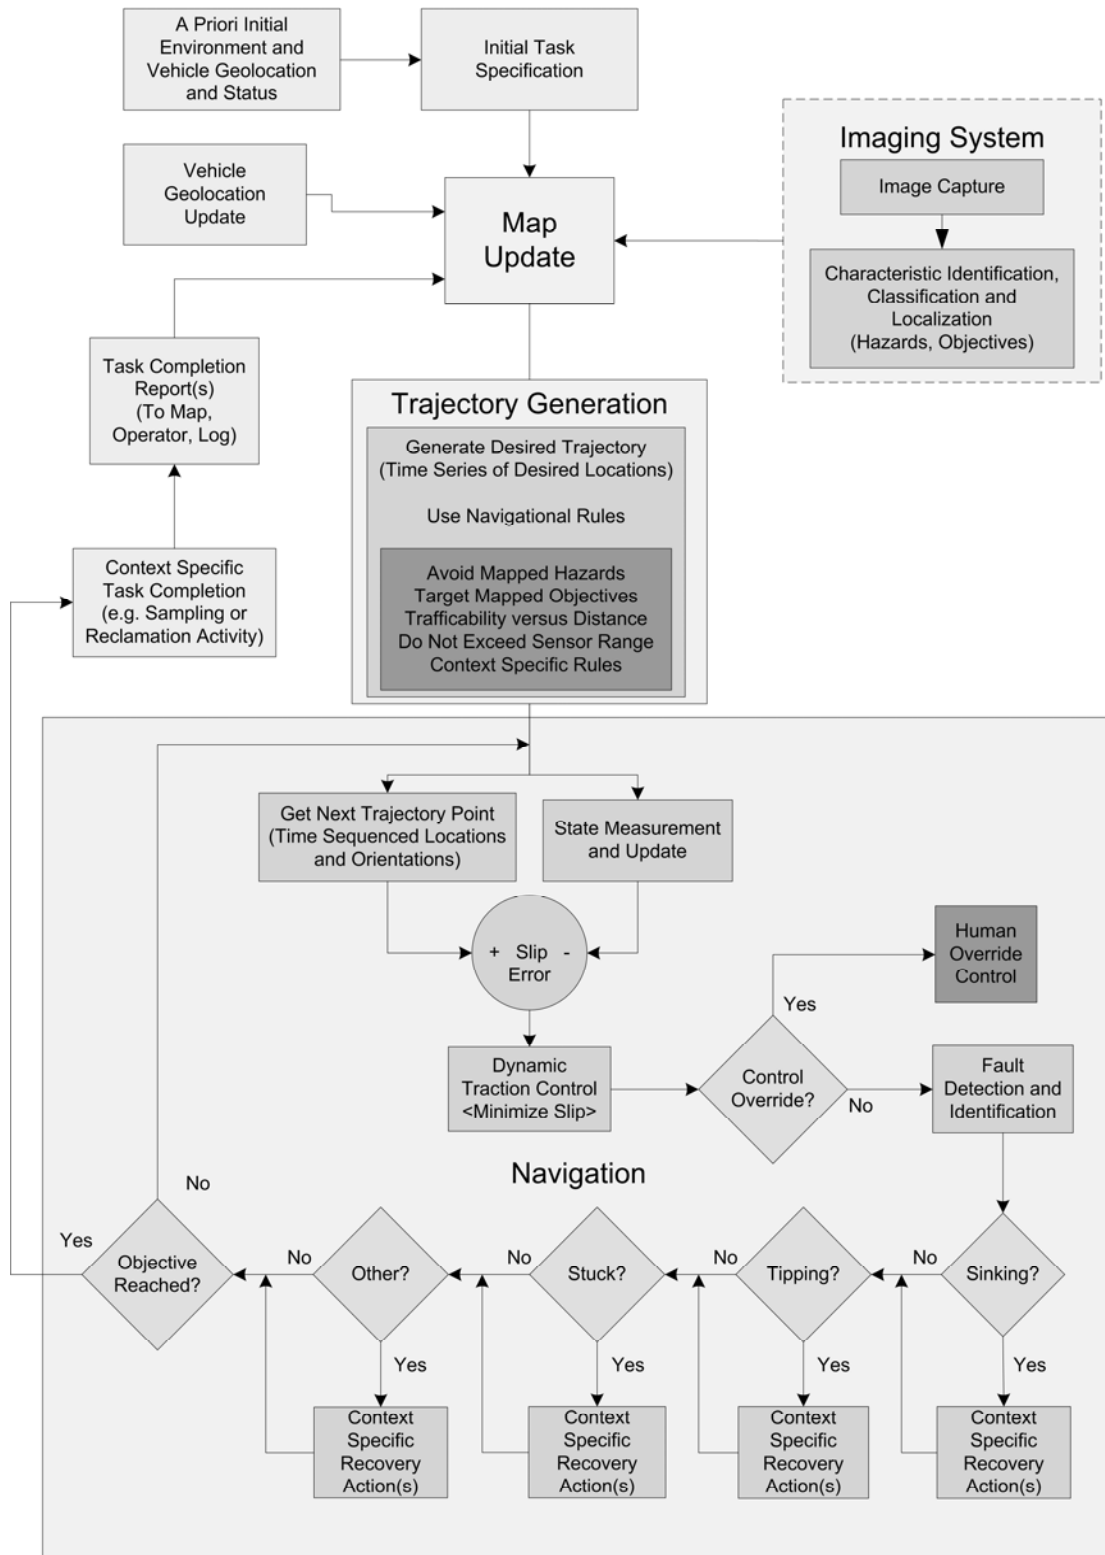 A Priori Initial
Environment and
Vehicle Geolocation
and Status
Initial Task
Specification
Imaging System
Image Capture
Characteristic Identification,
Classification and
Localization
(Hazards, Objectives)
Vehicle
Geolocation
Update
Map
Update
Task Completion
Report(s)
(To Map,
Operator, Log)
Trajectory Generation
Generate Desired Trajectory
(Time Series of Desired Locations)
Use Navigational Rules
Avoid Mapped Hazards
Target Mapped Objectives
Trafficability versus Distance
Do Not Exceed Sensor Range
Context Specific Rules
Context Specific
Task Completion
(e.g. Sampling or
Reclamation Activity)
Get Next Trajectory Point
(Time Sequenced Locations
and Orientations)
State Measurement
and Update
+ Slip -
Error
Human
Override
Control
Yes
Dynamic
Traction Control
<Minimize Slip>
Control
Override?
No
Fault
Detection and
Identification
Navigation
No
Yes
Objective
Reached?
No
Other?
No
Stuck?
No
Tipping?
No
Sinking?
Yes
Yes
Yes
Yes
Context
Specific
Recovery
Action(s)
Context
Specific
Recovery
Action(s)
Context
Specific
Recovery
Action(s)
Context
Specific
Recovery
Action(s)